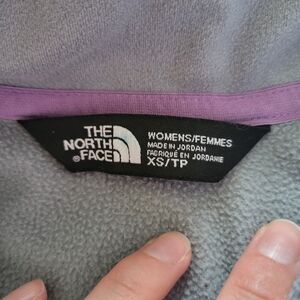 THE
NORTH
FACE
WOMENS/FEMMES
MADE IN JORDAN
FABRIQUÉ EN JORDANIE
XS/TP